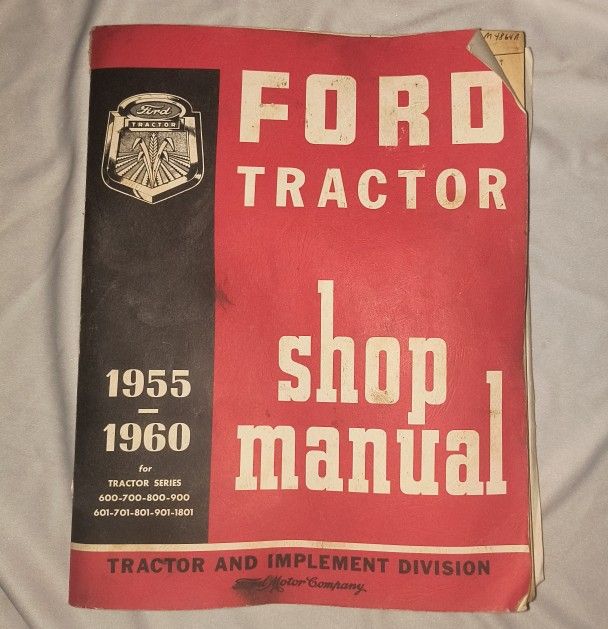 FORD
TRACTOR
Ford
TRACTOR
shop
manual
1955
–
1960
for
TRACTOR SERIES
600-700-800-900
601-701-801-901-1801
TRACTOR AND IMPLEMENT DIVISION
Ford Motor Company